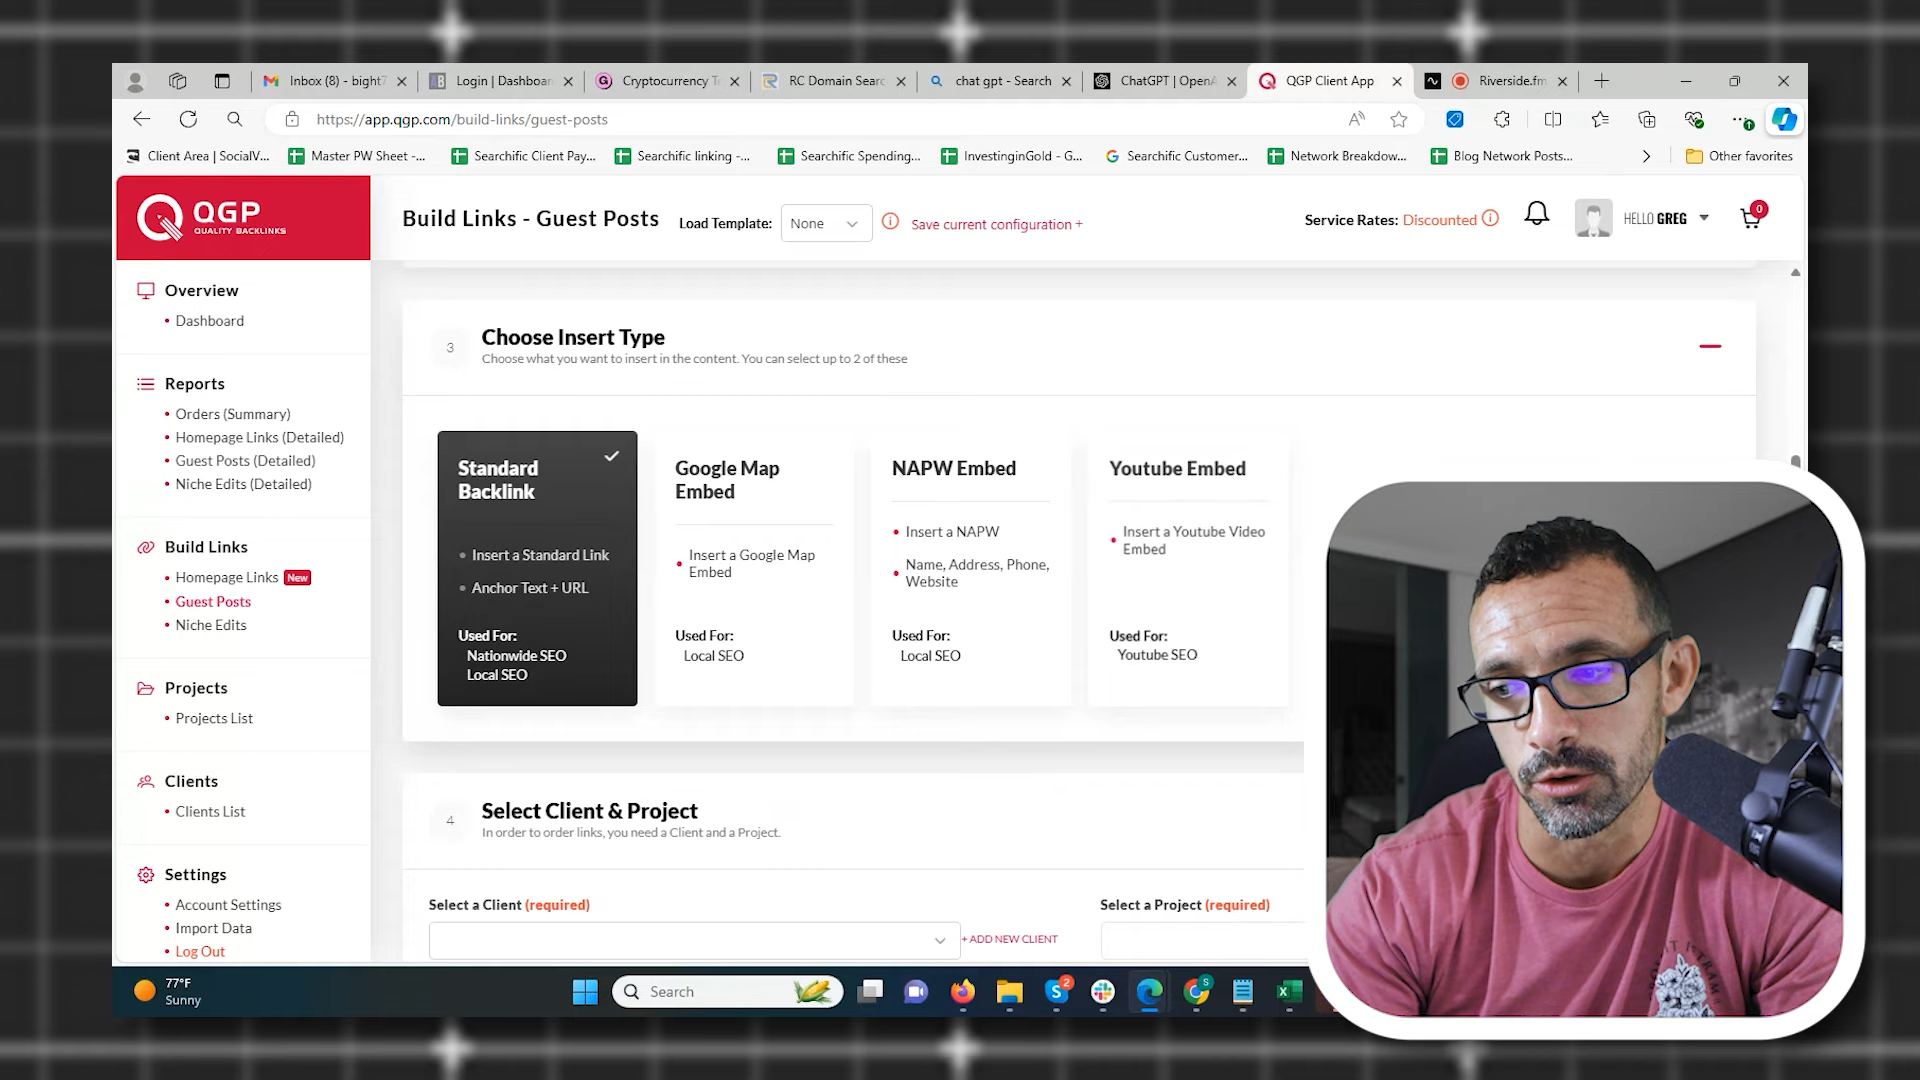 Inbox (8) - bight7
Login | Dashboar
Cryptocurrency T
RC Domain Searc
chat gpt - Search
ChatGPT | OpenA
QGP Client App
Riverside.fm
https://app.qgp.com/build-links/guest-posts
Client Area | SocialV...
Master PW Sheet -...
Searchific Client Pay...
Searchific linking -...
Searchific Spending...
InvestinginGold - G...
Searchific Customer...
Network Breakdow...
Blog Network Posts...
Other favorites
QGP
QUALITY BACKLINKS
Build Links - Guest Posts
Load Template:
None
Save current configuration +
Service Rates: Discounted
HELLO GREG
0
Overview
Dashboard
Reports
Orders (Summary)
Homepage Links (Detailed)
Guest Posts (Detailed)
Niche Edits (Detailed)
Build Links
Homepage Links New
Guest Posts
Niche Edits
Projects
Projects List
Clients
Clients List
Settings
Account Settings
Import Data
Log Out
3
Choose Insert Type
Choose what you want to insert in the content. You can select up to 2 of these
Standard
Backlink
Insert a Standard Link
Anchor Text + URL
Used For:
Nationwide SEO
Local SEO
Google Map
Embed
Insert a Google Map
Embed
Used For:
Local SEO
NAPW Embed
Insert a NAPW
Name, Address, Phone,
Website
Used For:
Local SEO
Youtube Embed
Insert a Youtube Video
Embed
Used For:
Youtube SEO
4
Select Client & Project
In order to order links, you need a Client and a Project.
Select a Client (required)
+ ADD NEW CLIENT
Select a Project (required)
77°F
Sunny
Search
2